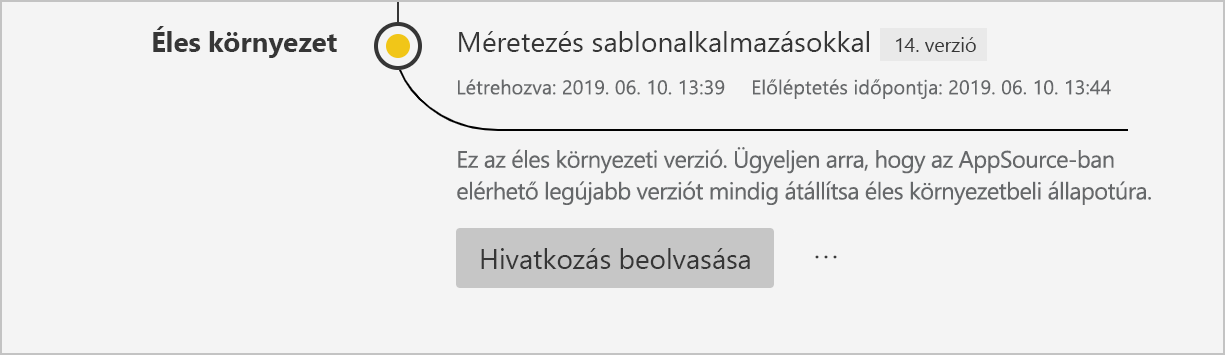 Éles környezet
Méretezés sablonalkalmazásokkal 14. verzió
Létrehozva: 2019. 06. 10. 13:39 Előléptetés időpontja: 2019. 06. 10. 13:44
Ez az éles környezeti verzió. Ügyeljen arra, hogy az AppSource-ban
elérhető legújabb verziót mindig átállítsa éles környezetbeli állapotúra.
Hivatkozás beolvasása ...